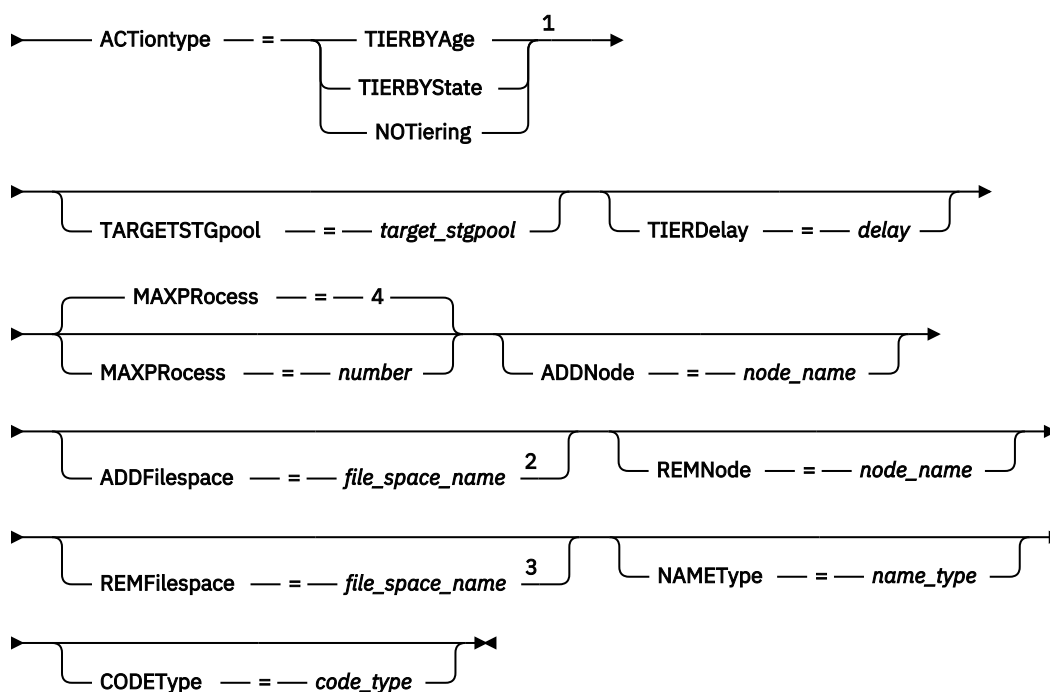 ACTiontype = TIERBYAge 1
TIERBYState
NOTiering
TARGETSTGpool = target_stgpool TIERDelay = delay
MAXPRocess = 4
MAXPRocess = number ADDNode = node_name
ADDFilespace = file_space_name 2 REMNode = node_name
REMFilespace = file_space_name 3 NAMEType = name_type
CODEType = code_type